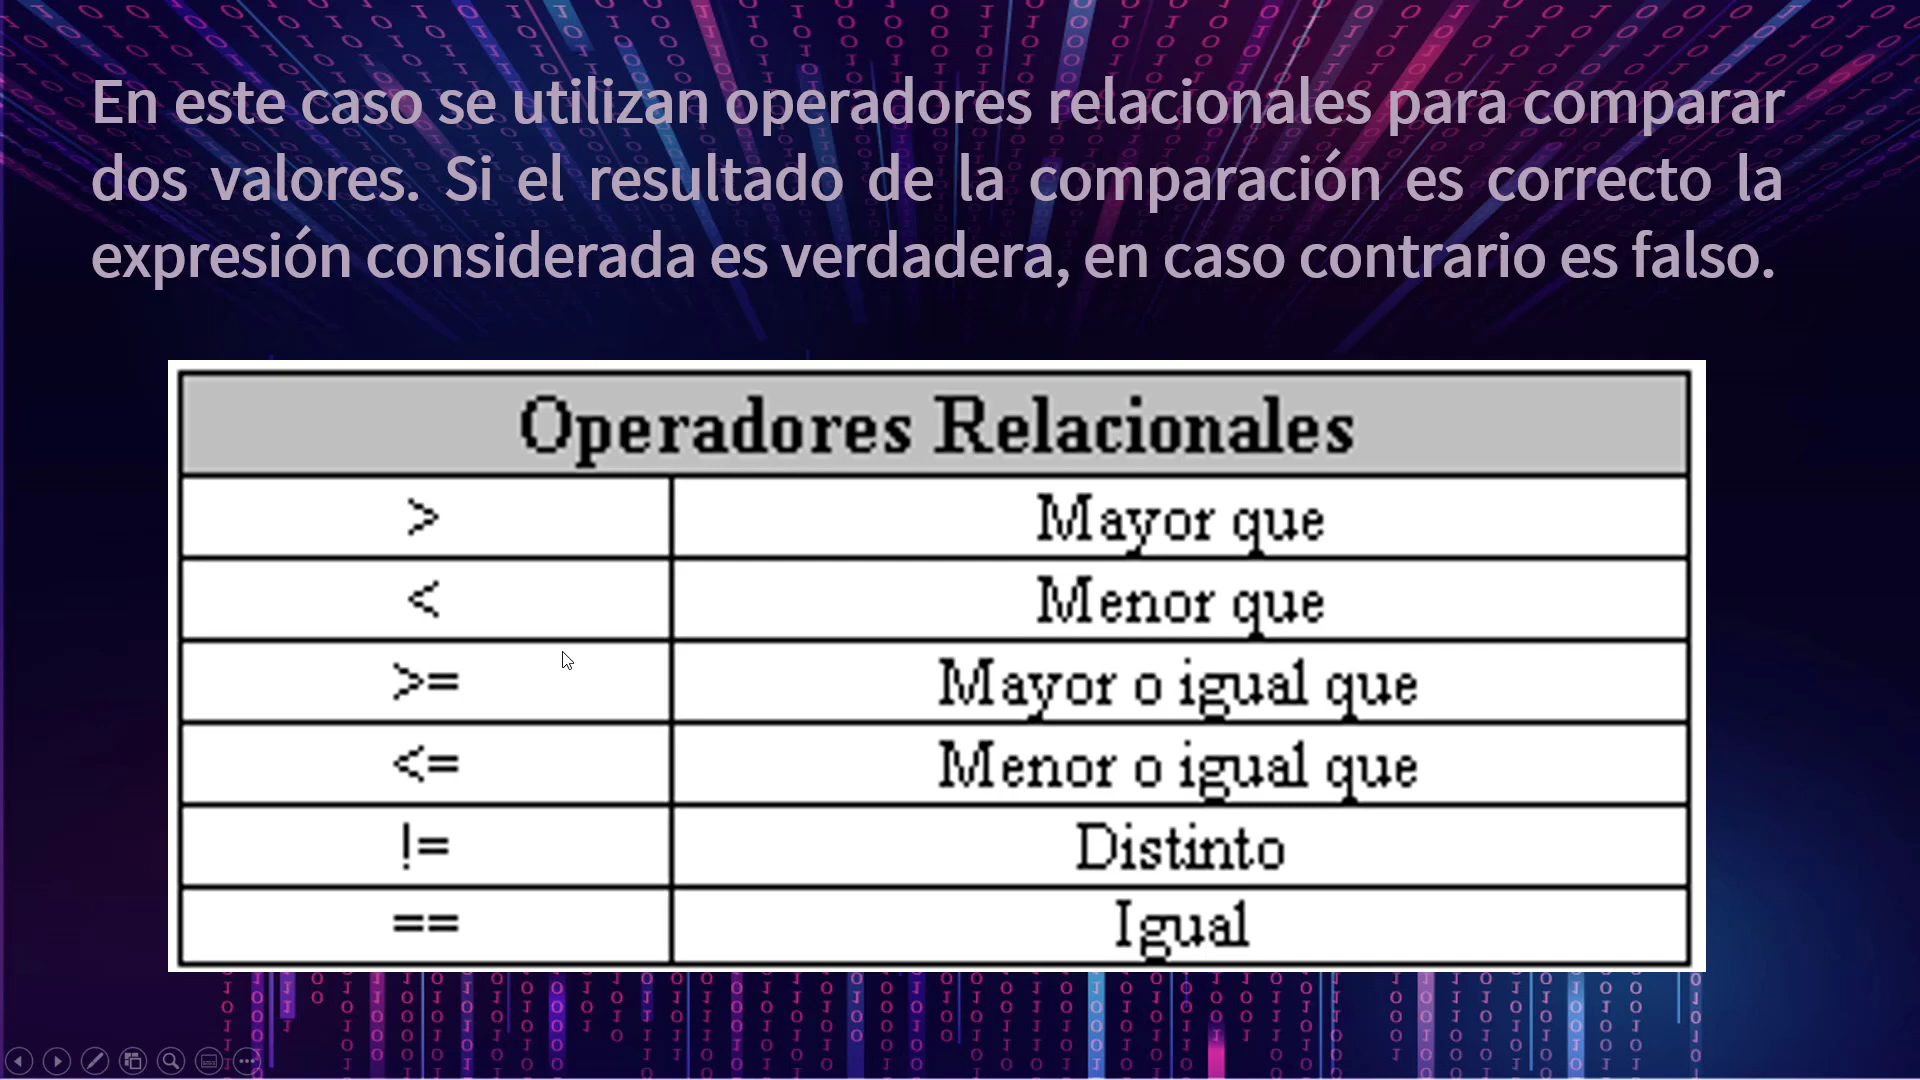 En este caso se utilizan operadores relacionales para comparar
dos valores. Si el resultado de la comparación es correcto la
expresión considerada es verdadera, en caso contrario es falso.
Operadores Relacionales
> Mayor que
< Menor que
>= Mayor o igual que
<= Menor o igual que
!= Distinto
== Igual